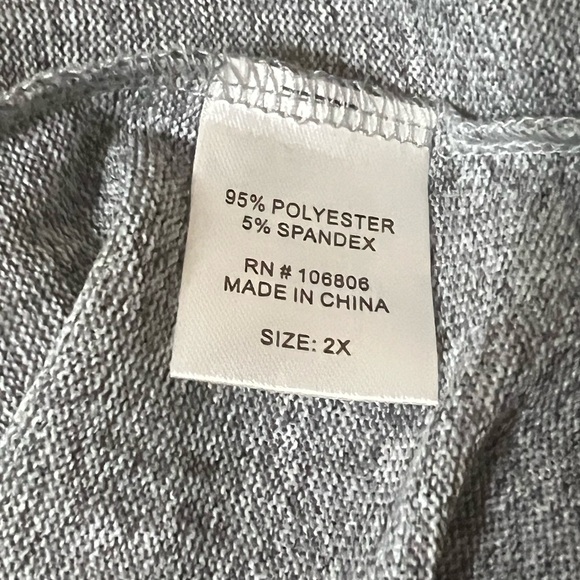 95% POLYESTER
5% SPANDEX
RN # 106806
MADE IN CHINA
SIZE: 2X